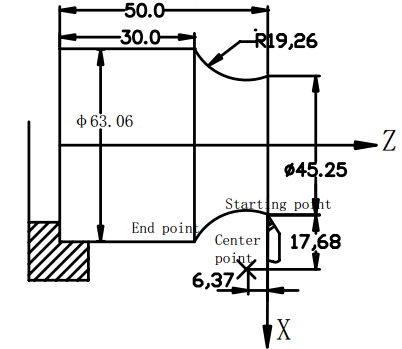 50.0
30.0
R19,26
φ63.06
Z
ø45.25
Starting point
End point
Center
point
17,68
6,37
X